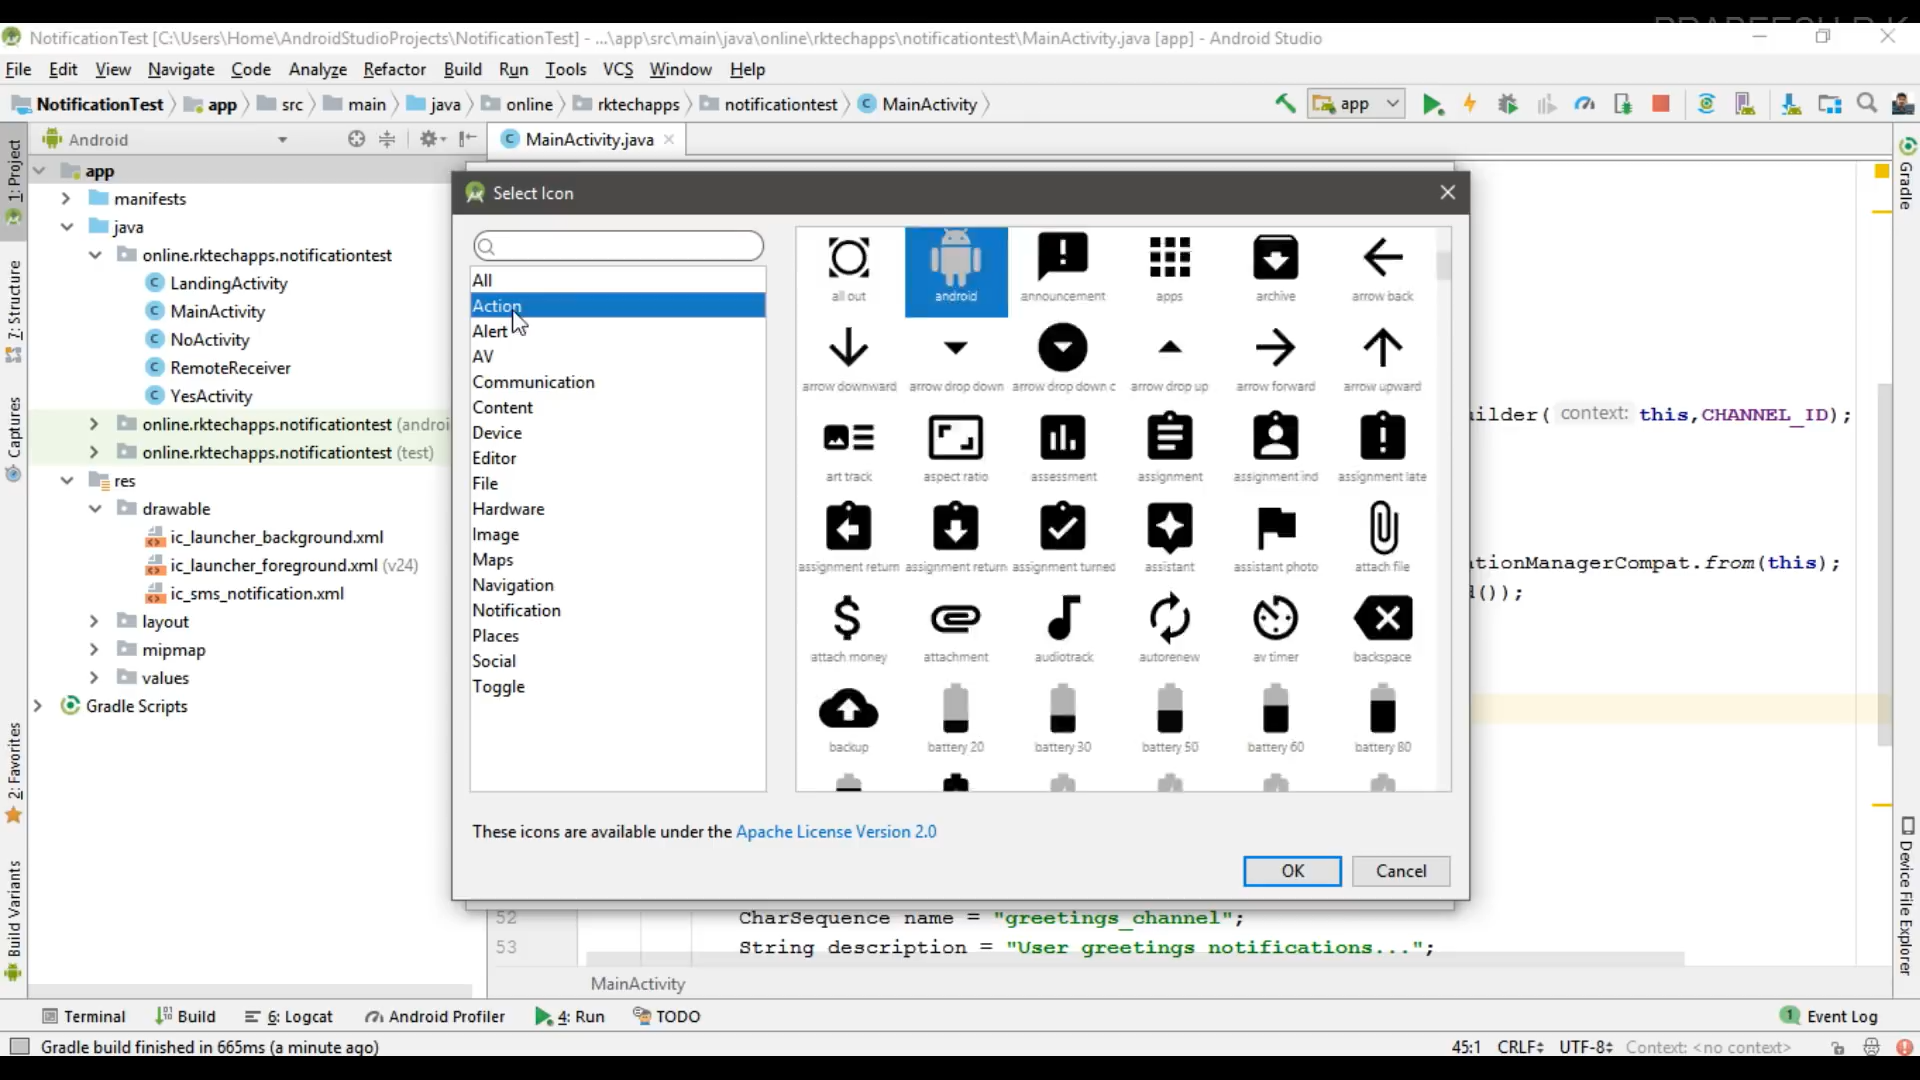 NotificationTest [C:\Users\Home\AndroidStudioProjects\NotificationTest] - ...\app\src\main\java\online\rktechapps\notificationtest\MainActivity.java [app] - Android Studio
File Edit View Navigate Code Analyze Refactor Build Run Tools VCS Window Help
NotificationTest app src main java online rktechapps notificationtest MainActivity app
Android
MainActivity.java
1: Project
7: Structure
Captures
2: Favorites
Build Variants
app
manifests
java
online.rktechapps.notificationtest
LandingActivity
MainActivity
NoActivity
RemoteReceiver
YesActivity
online.rktechapps.notificationtest (androi
online.rktechapps.notificationtest (test)
res
drawable
ic_launcher_background.xml
ic_launcher_foreground.xml (v24)
ic_sms_notification.xml
layout
mipmap
values
Gradle Scripts
Select Icon
All
Action
Alert
AV
Communication
Content
Device
Editor
File
Hardware
Image
Maps
Navigation
Notification
Places
Social
Toggle
all out android announcement apps archive arrow back
arrow downward arrow drop down arrow drop down c arrow drop up arrow forward arrow upward
art track aspect ratio assessment assignment assignment ind assignment late
assignment return assignment return assignment turned assistant assistant photo attach file
attach money attachment audiotrack autorenew av timer backspace
backup battery 20 battery 30 battery 50 battery 60 battery 80
These icons are available under the Apache License Version 2.0
OK Cancel
uilder( context: this,CHANNEL_ID);
tionManagerCompat.from(this);
());
52 CharSequence name = "greetings_channel";
53 String description = "User greetings notifications...";
MainActivity
Gradle
Device File Explorer
Terminal Build 6: Logcat Android Profiler 4: Run TODO 1 Event Log
Gradle build finished in 665ms (a minute ago) 45:1 CRLF UTF-8 Context: <no context>